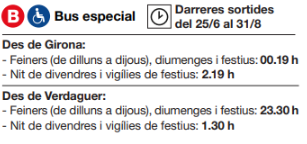 B Bus especial Darreres sortides
del 25/6 al 31/8
Des de Girona:
- Feiners (de dilluns a dijous), diumenges i festius: 00.19 h
- Nit de divendres i vigílies de festius: 2.19 h
Des de Verdaguer:
- Feiners (de dilluns a dijous), diumenges i festius: 23.30 h
- Nit de divendres i vigílies de festius: 1.30 h